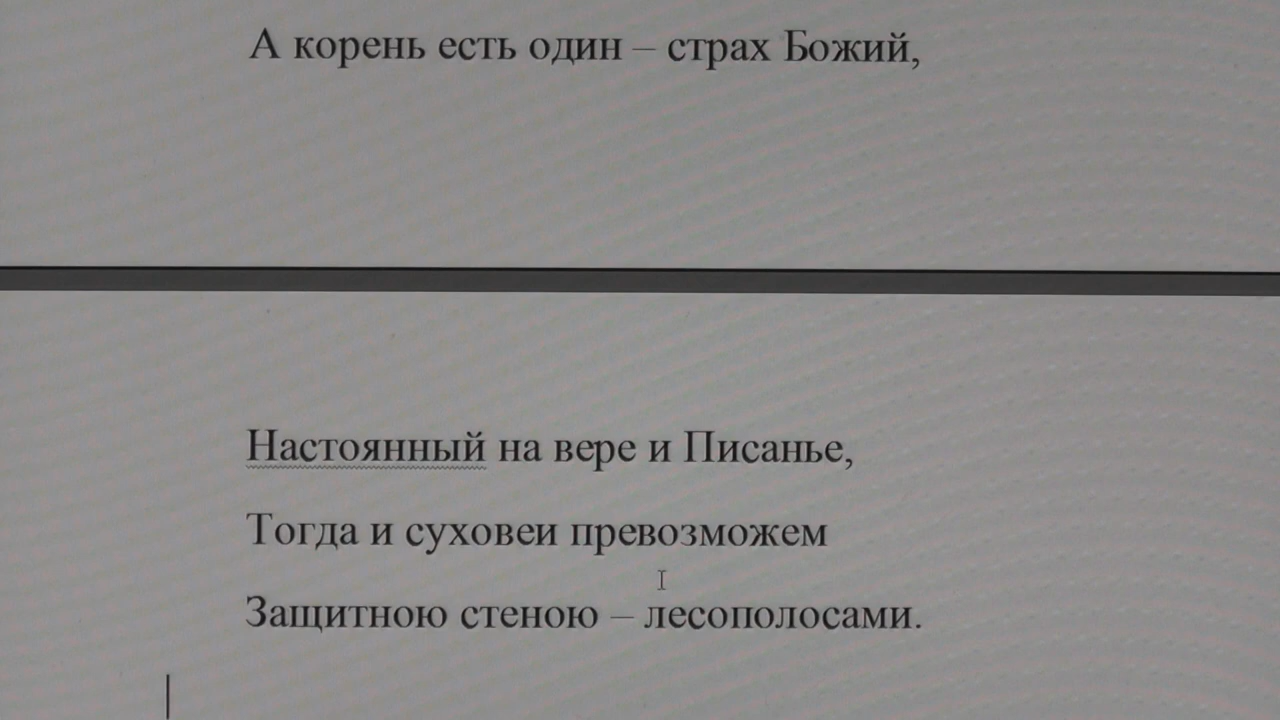 А корень есть один – страх Божий,
Настоянный на вере и Писанье,
Тогда и суховеи превозможем
Защитною стеною – лесополосами.